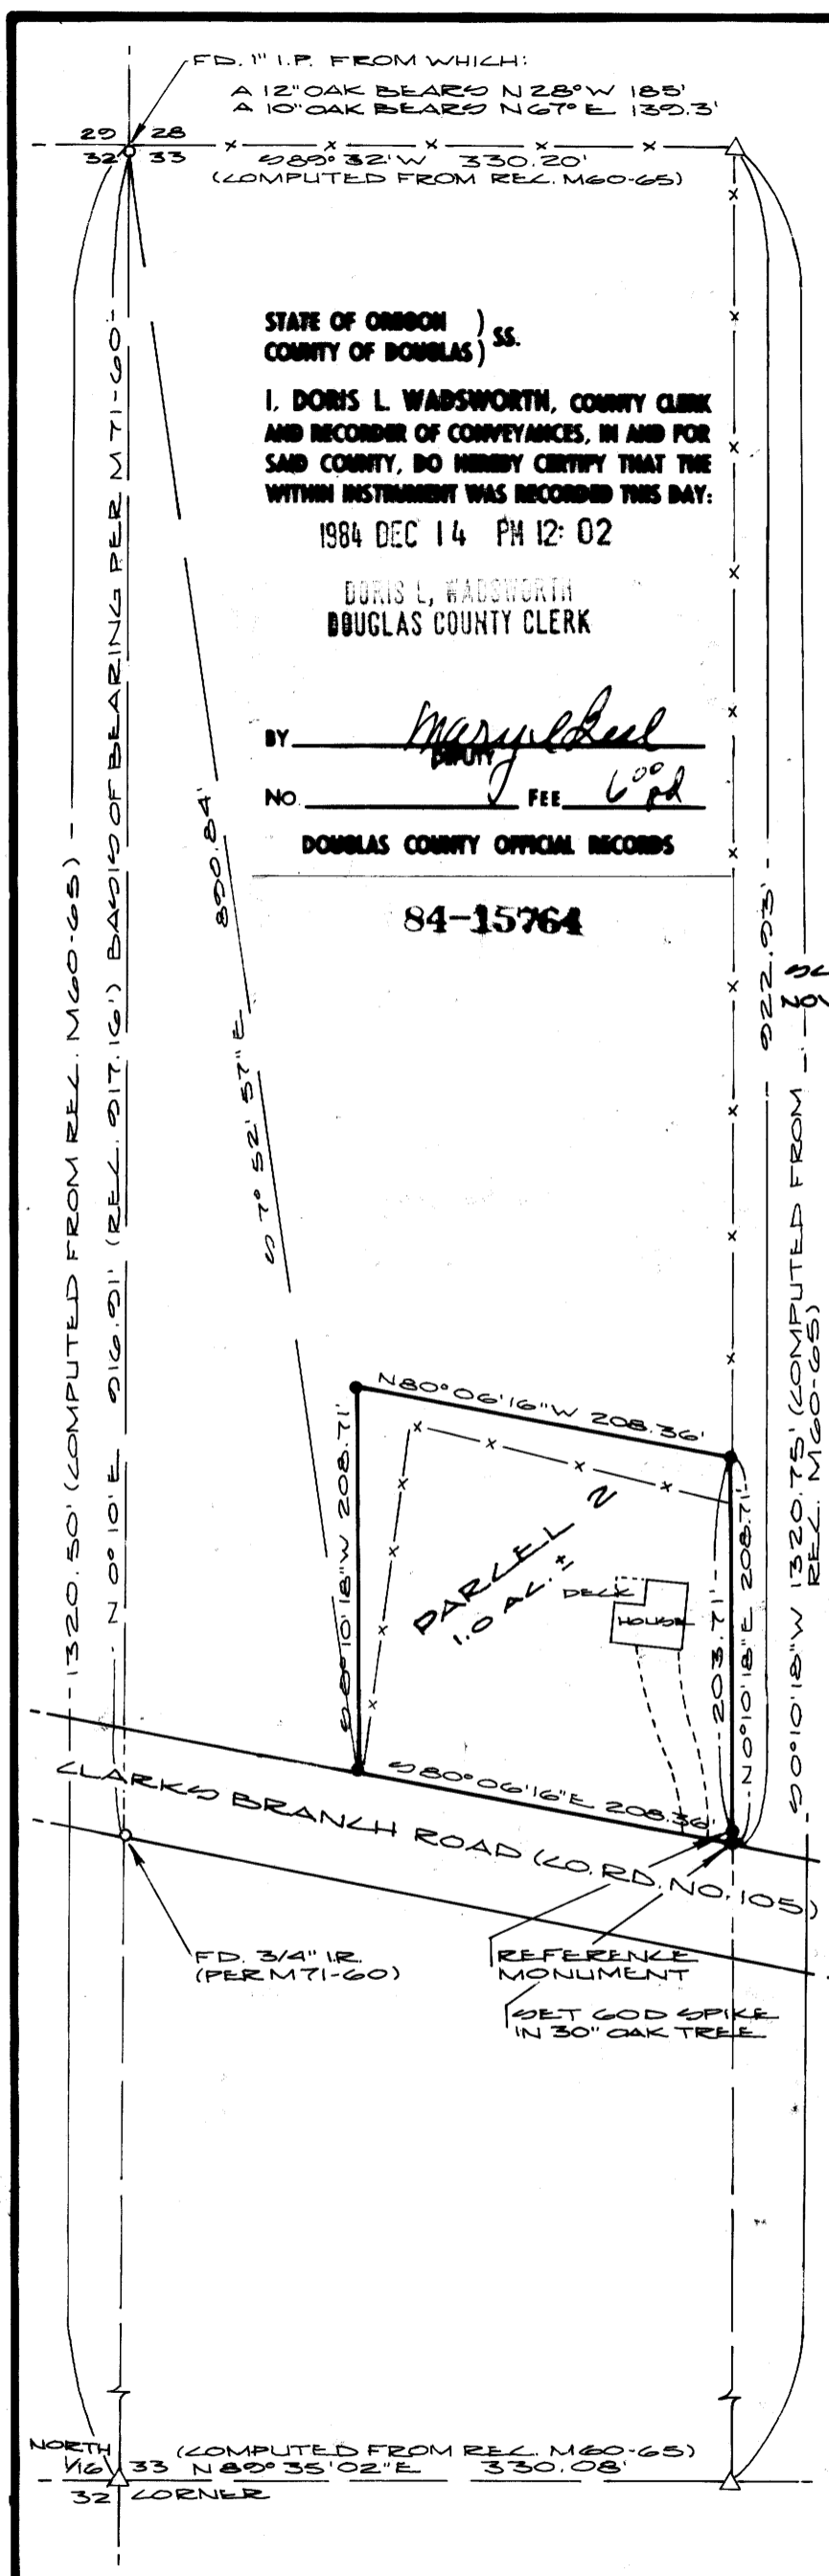 FD. 1" I.P. FROM WHICH:
A 12" OAK BEARS N 28° W 185'
A 10" OAK BEARS N 67° E 139.3'
29 28
32 33
S 89° 32' W 330.20'
(COMPUTED FROM REC. M60-65)
STATE OF OREGON )
COUNTY OF DOUGLAS ) SS.
I, DORIS L. WADSWORTH, COUNTY CLERK
AND RECORDER OF CONVEYANCES, IN AND FOR
SAID COUNTY, DO HEREBY CERTIFY THAT THE
WITHIN INSTRUMENT WAS RECORDED THIS DAY:
1984 DEC 14 PM 12:02
DORIS L, WADSWORTH
DOUGLAS COUNTY CLERK
BY
DEPUTY
NO. FEE 6 00 pd
DOUGLAS COUNTY OFFICIAL RECORDS
84-15764
1320.50' (COMPUTED FROM REC. M60-65)
N 0° 10' E 916.91' (REC. 917.16') BASIS OF BEARING PER M71-60
S 7° 52' 57" E 890.84'
922.93'
S 0° 10' 18" W 1320.75' (COMPUTED FROM
REC. M60-65)
N 80° 06' 16" W 208.36'
S 0° 10' 18" W 208.71'
PARCEL 2
1.0 AC. ±
DECK
HOUSE
203.71'
N 0° 10' 18" E 208.71'
S 80° 06' 16" E 208.36'
CLARKS BRANCH ROAD (CO. RD. NO. 105)
FD. 3/4" I.R.
(PER M71-60)
REFERENCE
MONUMENT
SET 60D SPIKE
IN 30" OAK TREE
NORTH
1/16 33
32 CORNER
(COMPUTED FROM REC. M60-65)
N 89° 35' 02" E 330.08'